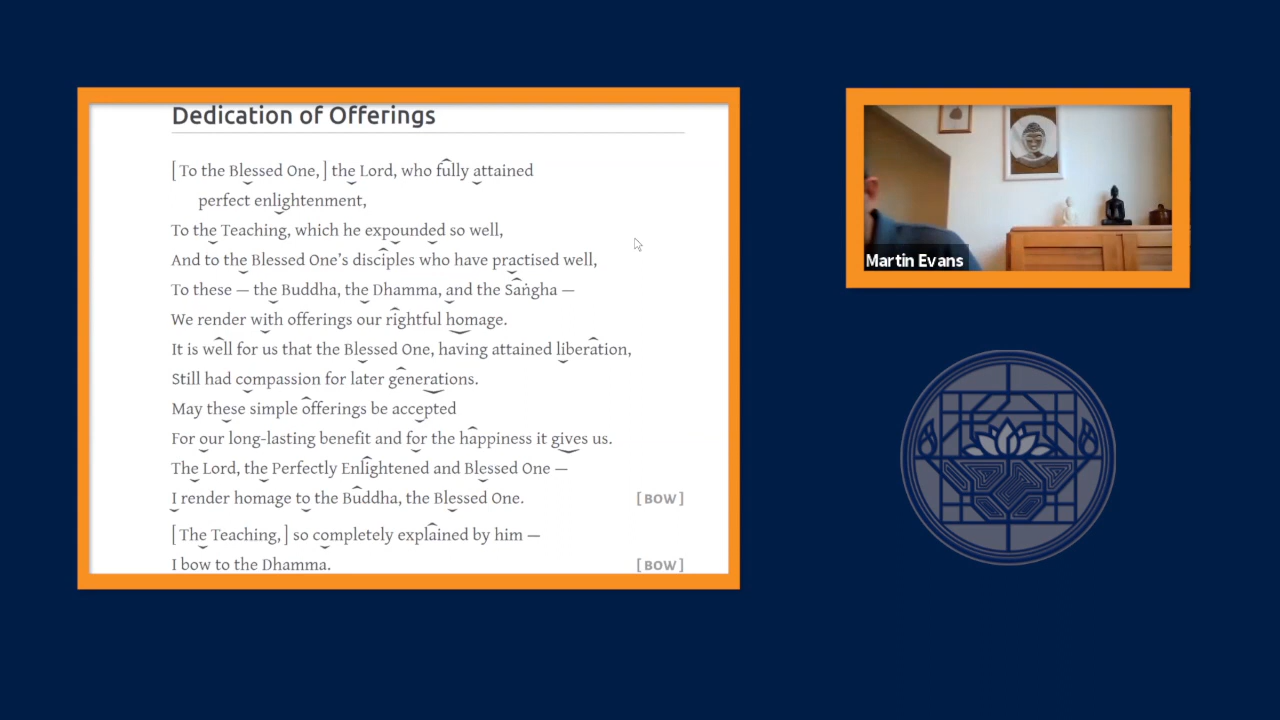 Dedication of Offerings
[ To the Blessed One, ] the Lord, who fully attained
perfect enlightenment,
To the Teaching, which he expounded so well,
And to the Blessed One’s disciples who have practised well,
To these — the Buddha, the Dhamma, and the Saṅgha —
We render with offerings our rightful homage.
It is well for us that the Blessed One, having attained liberation,
Still had compassion for later generations.
May these simple offerings be accepted
For our long-lasting benefit and for the happiness it gives us.
The Lord, the Perfectly Enlightened and Blessed One —
I render homage to the Buddha, the Blessed One. [ BOW ]
[ The Teaching, ] so completely explained by him —
I bow to the Dhamma. [ BOW ]
Martin Evans